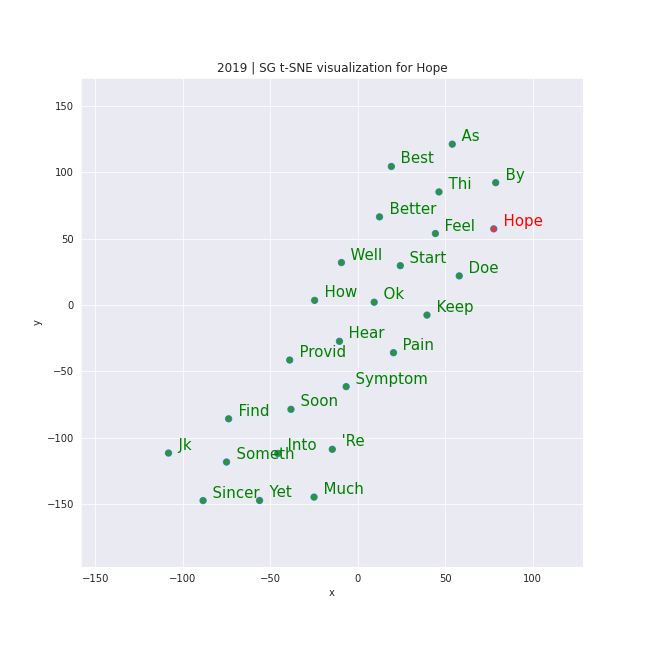 2019 | SG t-SNE visualization for Hope
150
100
50
0
−50
−100
−150
y
As
Best
By
Thi
Better
Hope
Feel
Well
Start
Doe
How
Ok
Keep
Hear
Pain
Provid
Symptom
Soon
Find
Jk
Into
'Re
Someth
Sincer
Yet
Much
−150
−100
−50
0
50
100
x